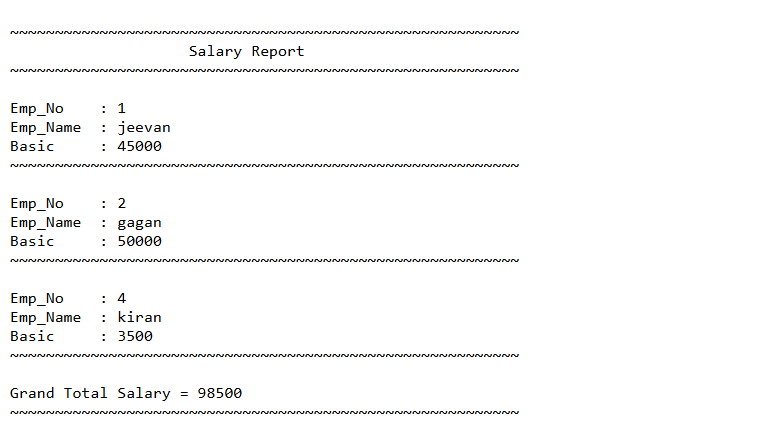 ~~~~~~~~~~~~~~~~~~~~~~~~~~~~~~~~~~~~~~~~~~~~~~~~~~~~~~~~~
Salary Report
~~~~~~~~~~~~~~~~~~~~~~~~~~~~~~~~~~~~~~~~~~~~~~~~~~~~~~~~~
Emp_No    : 1
Emp_Name  : jeevan
Basic     : 45000
~~~~~~~~~~~~~~~~~~~~~~~~~~~~~~~~~~~~~~~~~~~~~~~~~~~~~~~~~
Emp_No    : 2
Emp_Name  : gagan
Basic     : 50000
~~~~~~~~~~~~~~~~~~~~~~~~~~~~~~~~~~~~~~~~~~~~~~~~~~~~~~~~~
Emp_No    : 4
Emp_Name  : kiran
Basic     : 3500
~~~~~~~~~~~~~~~~~~~~~~~~~~~~~~~~~~~~~~~~~~~~~~~~~~~~~~~~~
Grand Total Salary = 98500
~~~~~~~~~~~~~~~~~~~~~~~~~~~~~~~~~~~~~~~~~~~~~~~~~~~~~~~~~